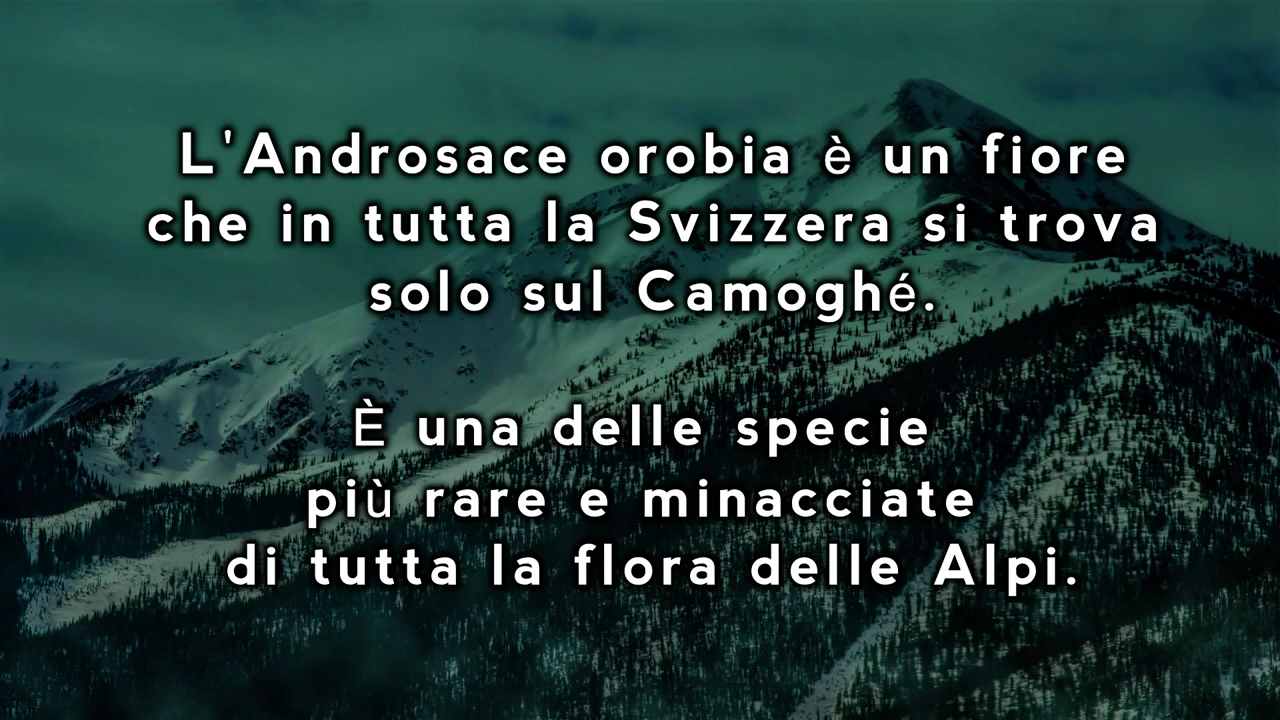 L'Androsace orobia è un fiore
che in tutta la Svizzera si trova
solo sul Camoghé.
È una delle specie
più rare e minacciate
di tutta la flora delle Alpi.